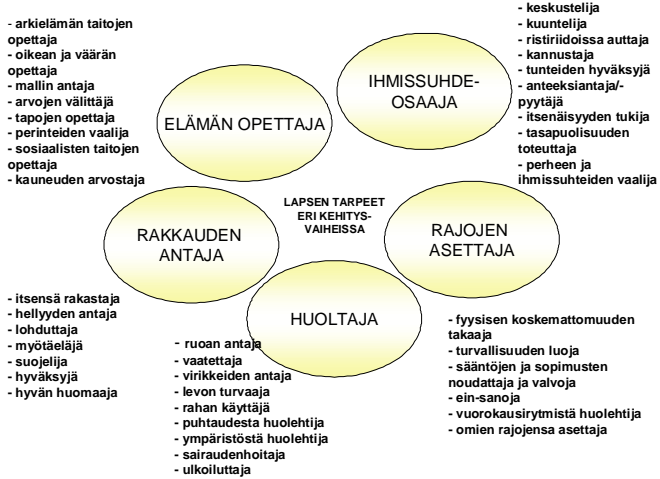 - arkielämän taitojen
opettaja
- oikean ja väärän
opettaja
- mallin antaja
- arvojen välittäjä
- tapojen opettaja
- perinteiden vaalija
- sosiaalisten taitojen
opettaja
- kauneuden arvostaja
ELÄMÄN OPETTAJA
IHMISSUHDE-
OSAAJA
- keskustelija
- kuuntelija
- ristiriidoissa auttaja
- kannustaja
- tunteiden hyväksyjä
- anteeksiantaja/-
pyytäjä
- itsenäisyyden tukija
- tasapuolisuuden
toteuttaja
- perheen ja
ihmissuhteiden vaalija
LAPSEN TARPEET
ERI KEHITYS-
VAIHEISSA
RAKKAUDEN
ANTAJA
RAJOJEN
ASETTAJA
HUOLTAJA
- itsensä rakastaja
- hellyyden antaja
- lohduttaja
- myötäeläjä
- suojelija
- hyväksyjä
- hyvän huomaaja
- ruoan antaja
- vaatettaja
- virikkeiden antaja
- levon turvaaja
- rahan käyttäjä
- puhtaudesta huolehtija
- ympäristöstä huolehtija
- sairaudenhoitaja
- ulkoiluttaja
- fyysisen koskemattomuuden
takaaja
- turvallisuuden luoja
- sääntöjen ja sopimusten
noudattaja ja valvoja
- ein-sanoja
- vuorokausirytmistä huolehtija
- omien rajojensa asettaja